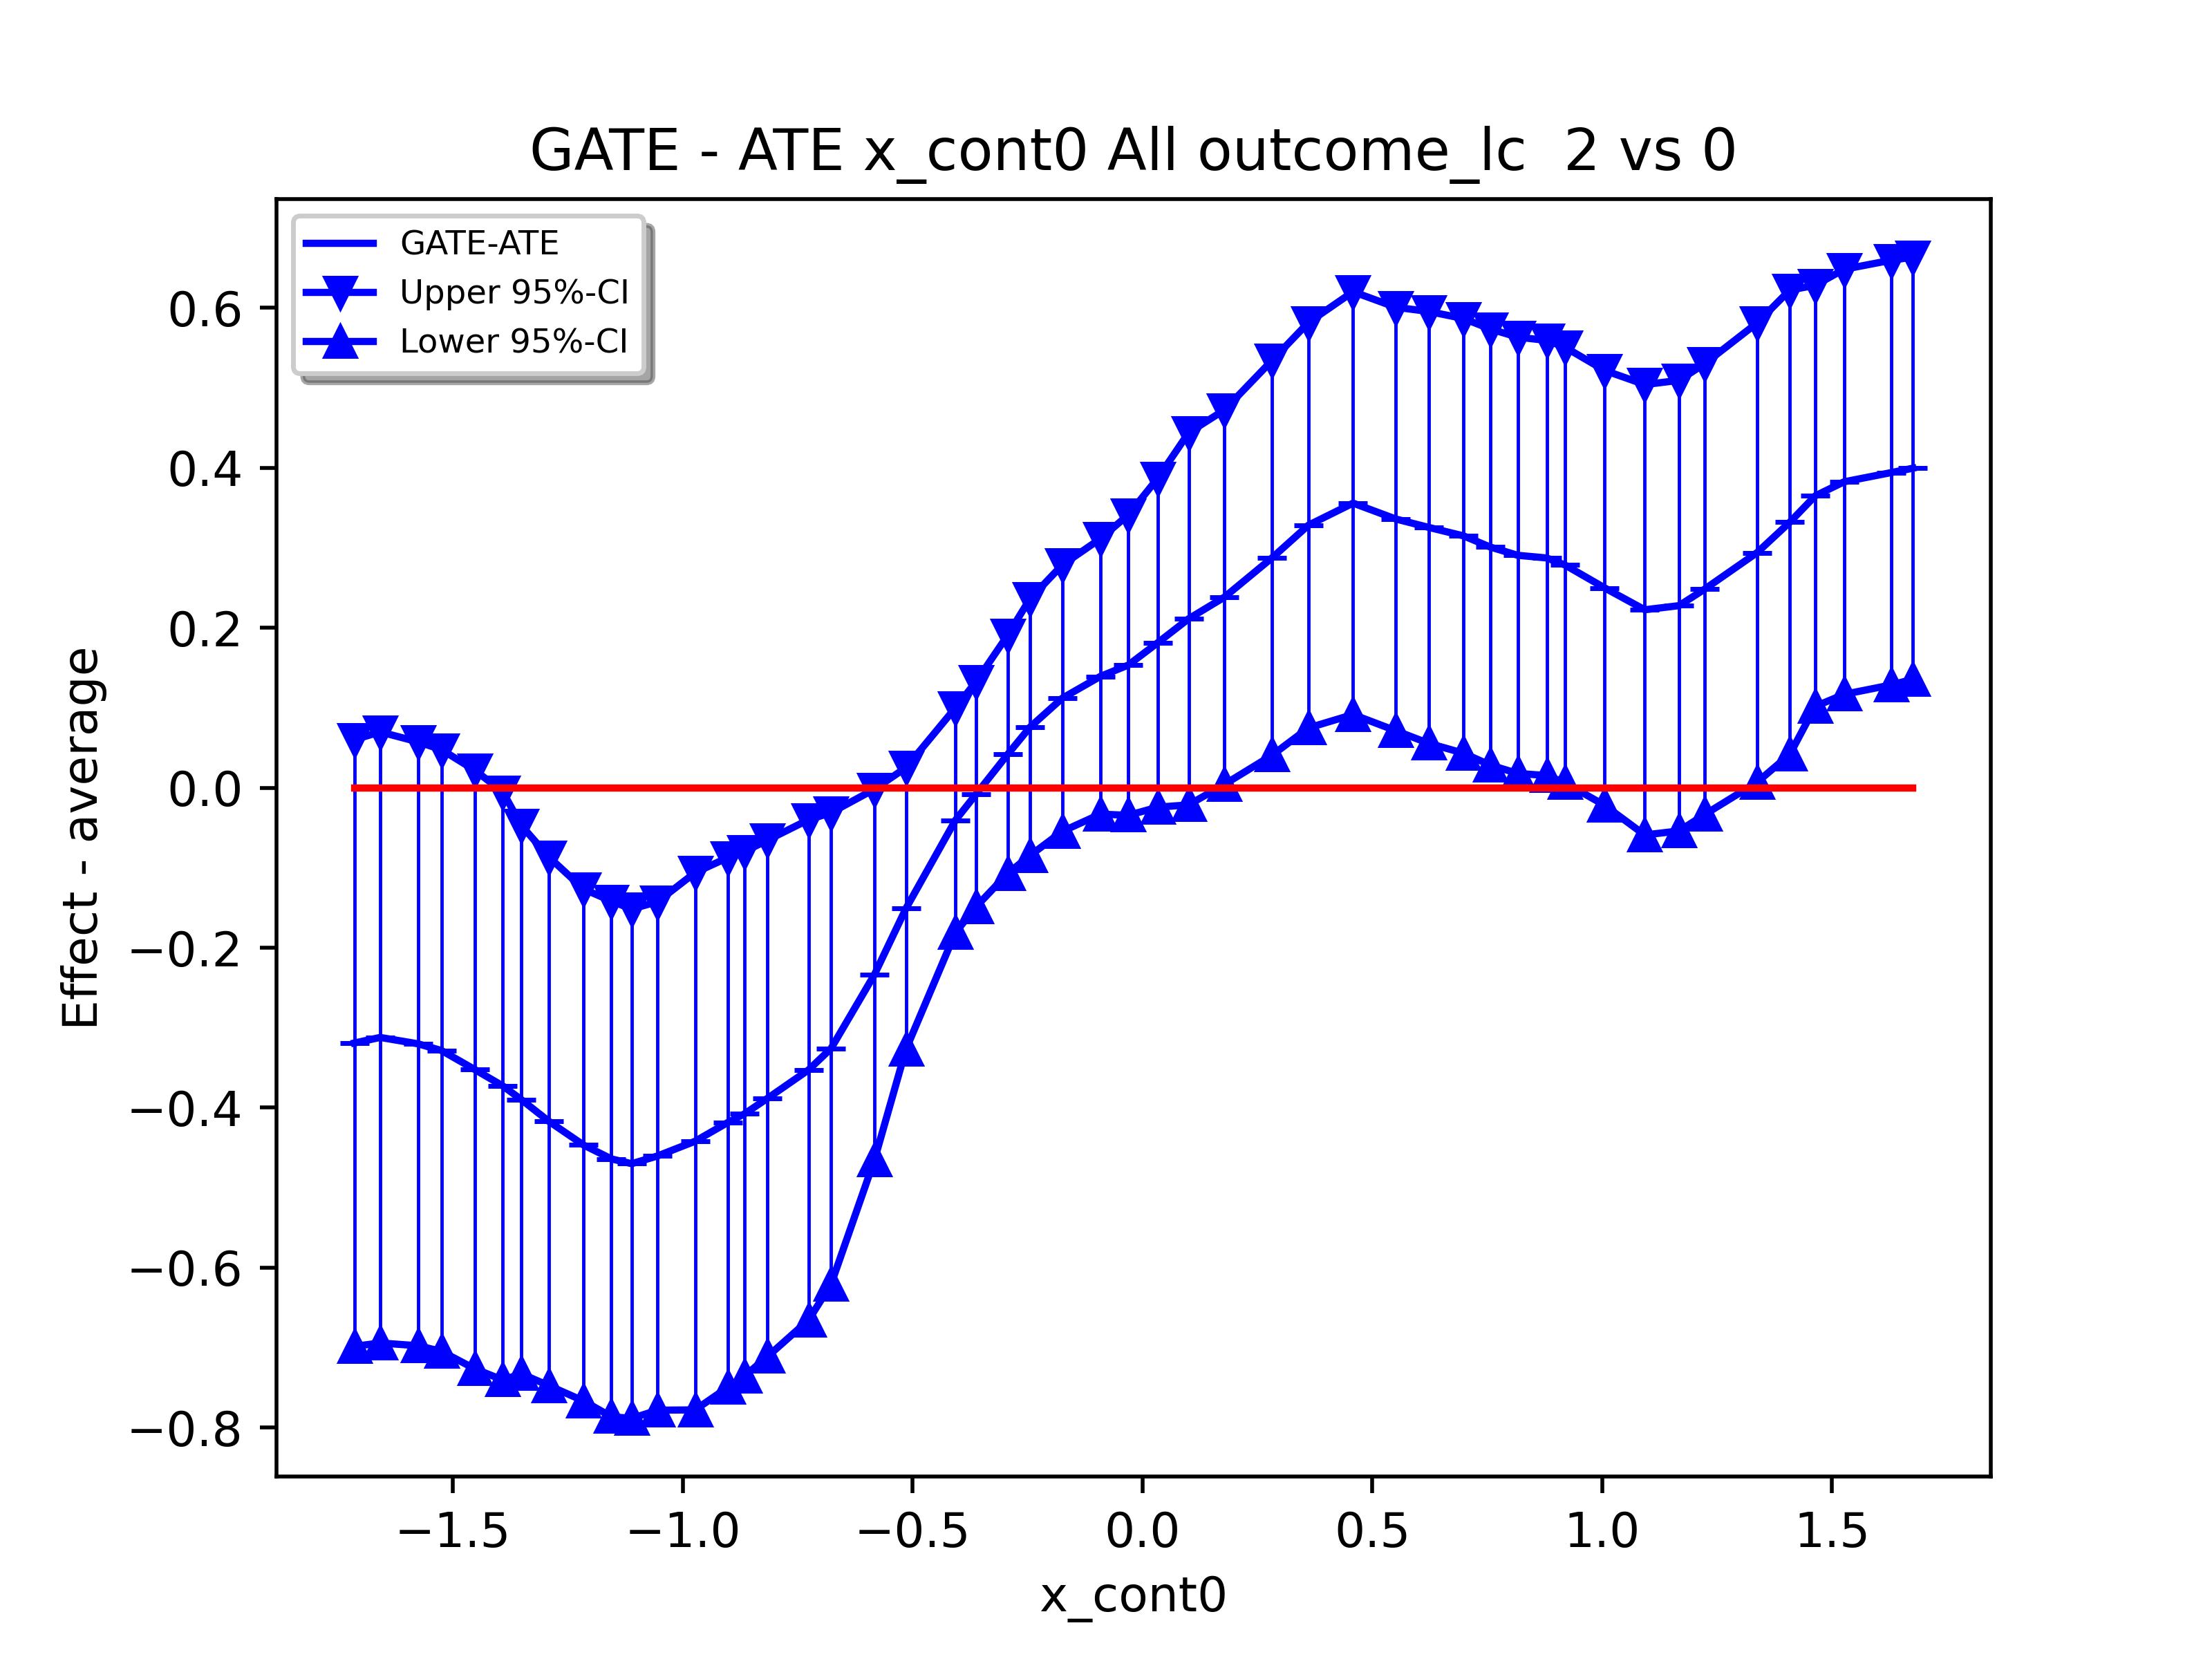 GATE - ATE x_cont0 All outcome_lc  2 vs 0
GATE-ATE
Upper 95%-CI
Lower 95%-CI
Effect - average
0.6
0.4
0.2
0.0
−0.2
−0.4
−0.6
−0.8
−1.5
−1.0
−0.5
0.0
0.5
1.0
1.5
x_cont0